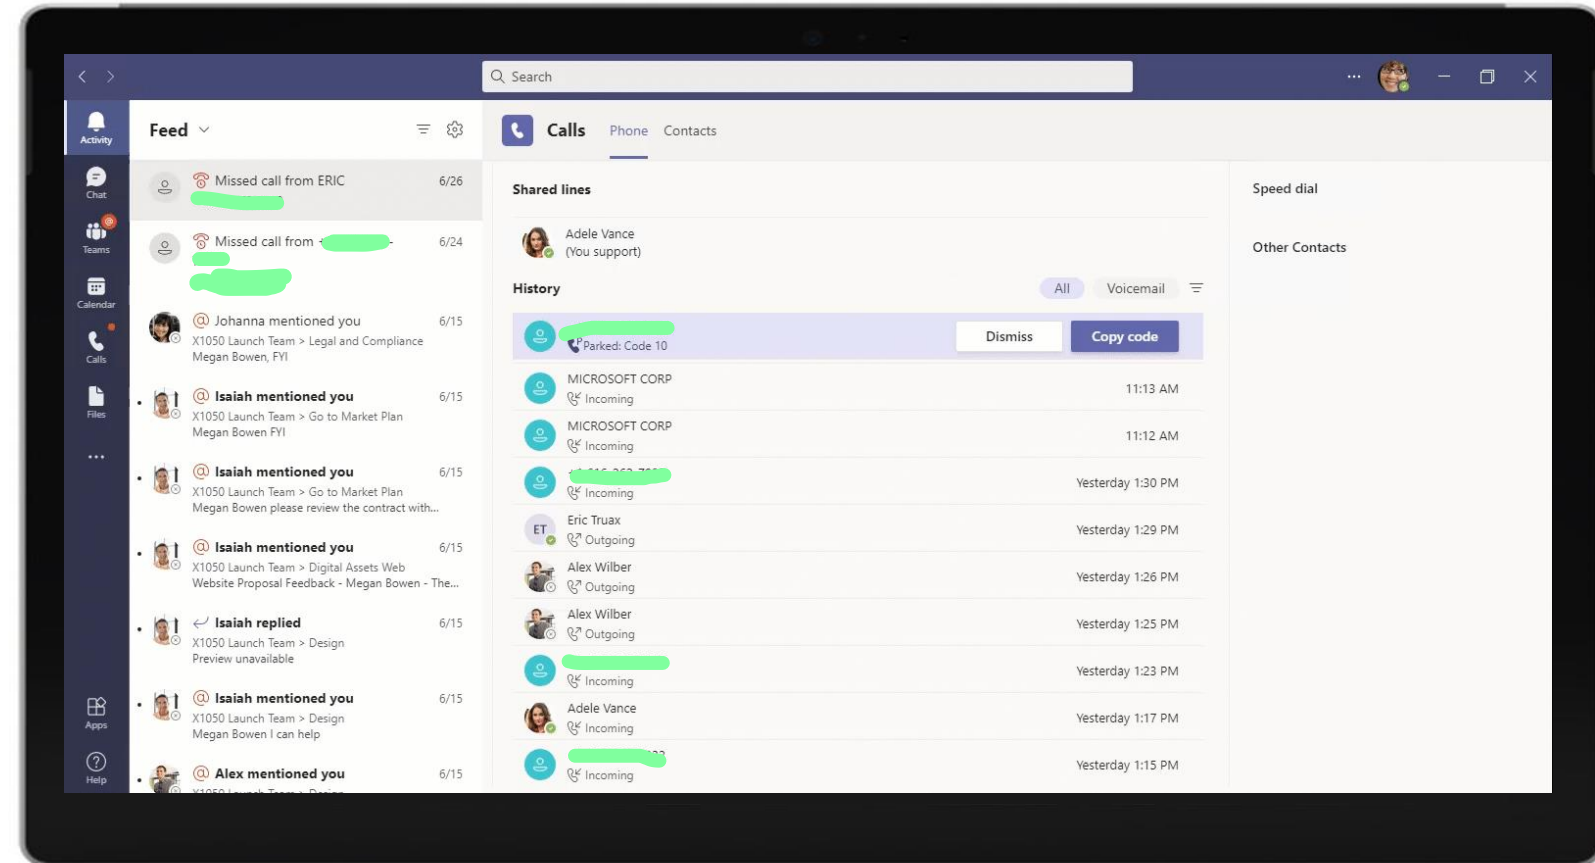 Search
Activity
Chat
Teams
Calendar
Calls
Files
Apps
Help
Feed
Missed call from ERIC 6/26
Missed call from + 6/24
@ Johanna mentioned you 6/15
X1050 Launch Team > Legal and Compliance
Megan Bowen, FYI
@ Isaiah mentioned you 6/15
X1050 Launch Team > Go to Market Plan
Megan Bowen FYI
@ Isaiah mentioned you 6/15
X1050 Launch Team > Go to Market Plan
Megan Bowen please review the contract with...
@ Isaiah mentioned you 6/15
X1050 Launch Team > Digital Assets Web
Website Proposal Feedback - Megan Bowen - The...
Isaiah replied 6/15
X1050 Launch Team > Design
Preview unavailable
@ Isaiah mentioned you 6/15
X1050 Launch Team > Design
Megan Bowen I can help
@ Alex mentioned you 6/15
X1050 Launch Team > Design
Calls Phone Contacts
Shared lines
Adele Vance
(You support)
History All Voicemail
Parked: Code 10 Dismiss Copy code
MICROSOFT CORP
Incoming 11:13 AM
MICROSOFT CORP
Incoming 11:12 AM
Incoming Yesterday 1:30 PM
ET Eric Truax
Outgoing Yesterday 1:29 PM
Alex Wilber
Outgoing Yesterday 1:26 PM
Alex Wilber
Outgoing Yesterday 1:25 PM
Incoming Yesterday 1:23 PM
Adele Vance
Incoming Yesterday 1:17 PM
Incoming Yesterday 1:15 PM
Speed dial
Other Contacts